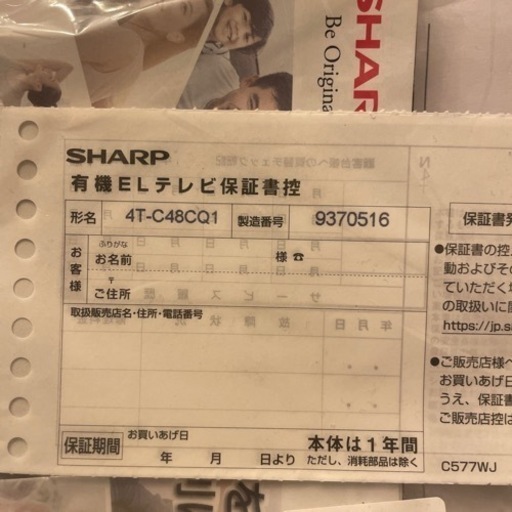 SHARP
Be Origina
SHARP
有機ELテレビ保証書控
形名 4T-C48CQ1 製造番号 9370516
お客様
ふりがな
お名前 様 ☎
ご住所
取扱販売店名・住所・電話番号
保証期間
お買いあげ日
年 月 日より
本体は1年間
ただし、消耗部品は除く
保証書発
●保証書の控
動およびその
ていただく場
の取扱いに
https://jp.s
●ご販売店様へ
お買いあげ日
うえ、保証書
ご販売店控は
C577WJ